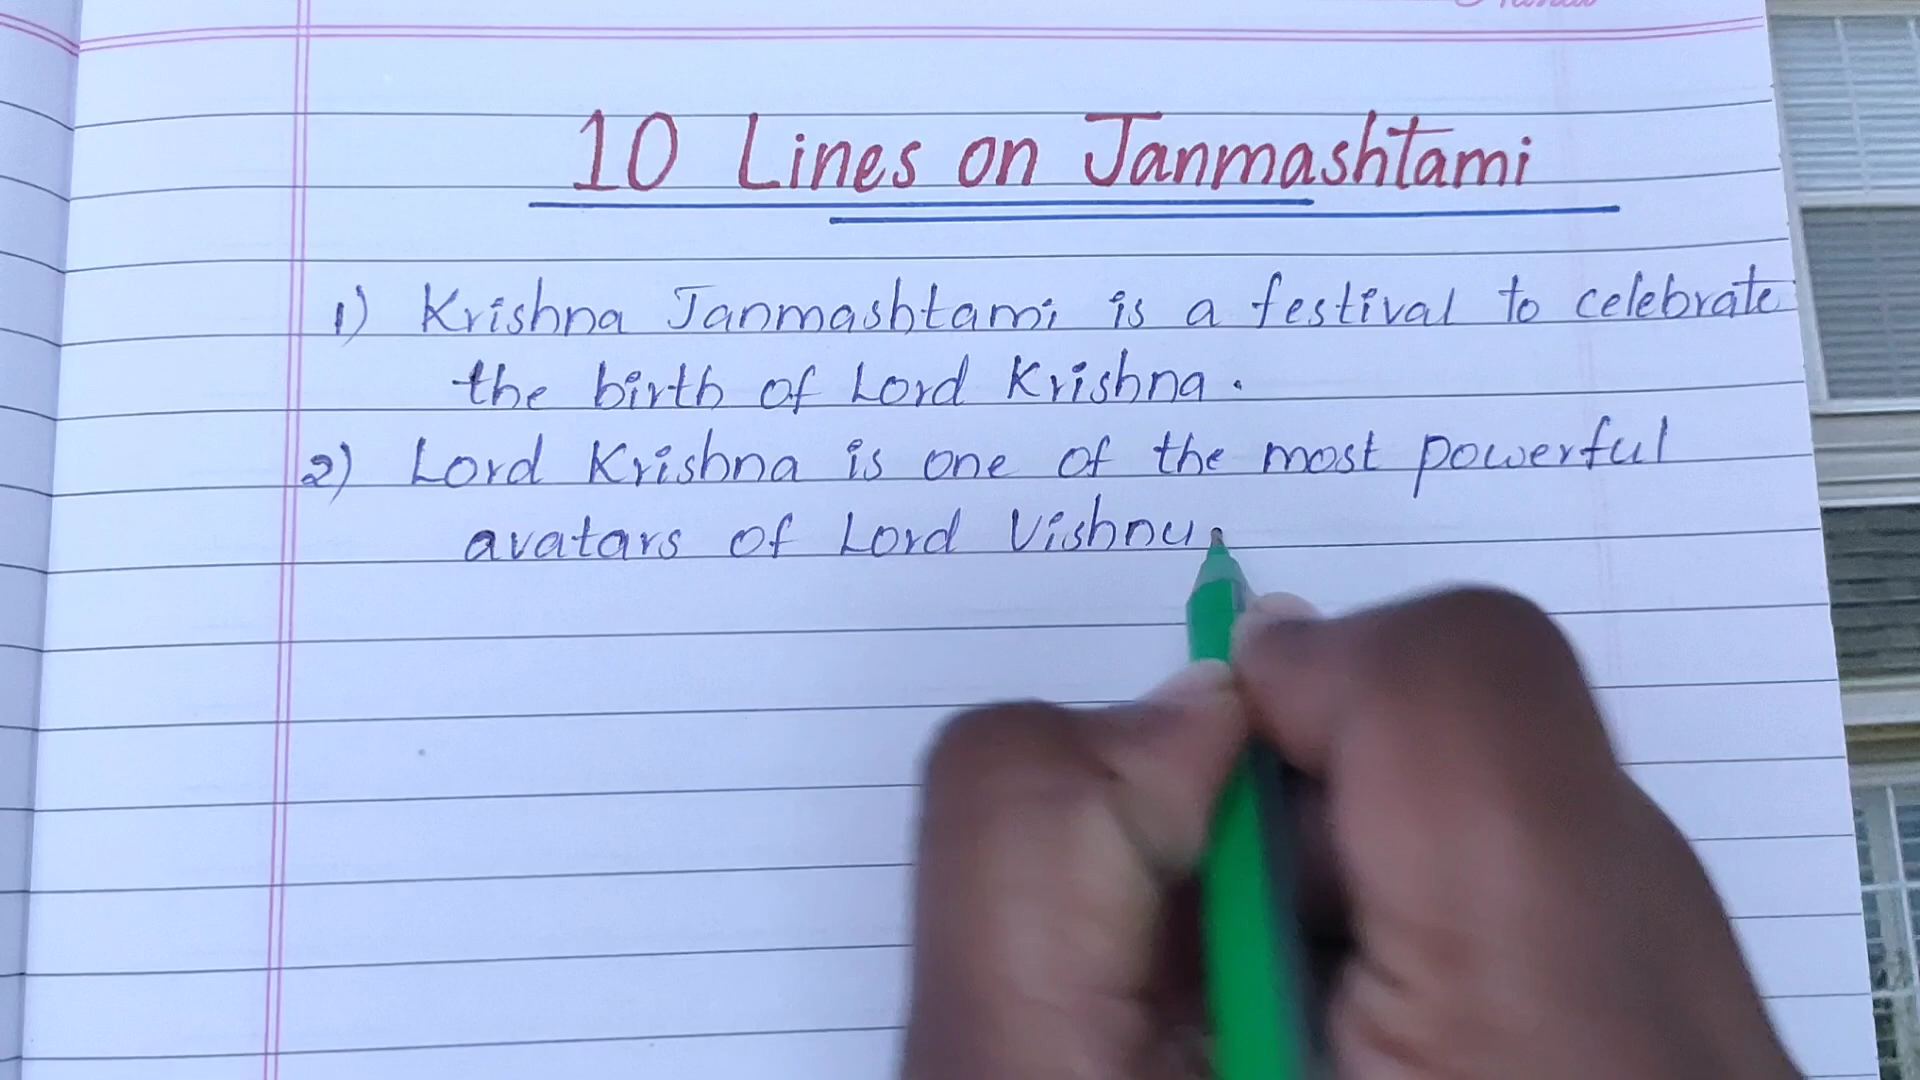 10 Lines on Janmashtami
1) Krishna Janmashtami is a festival to celebrate
the birth of Lord Krishna.
2) Lord Krishna is one of the most powerful
avatars of Lord Vishnu.